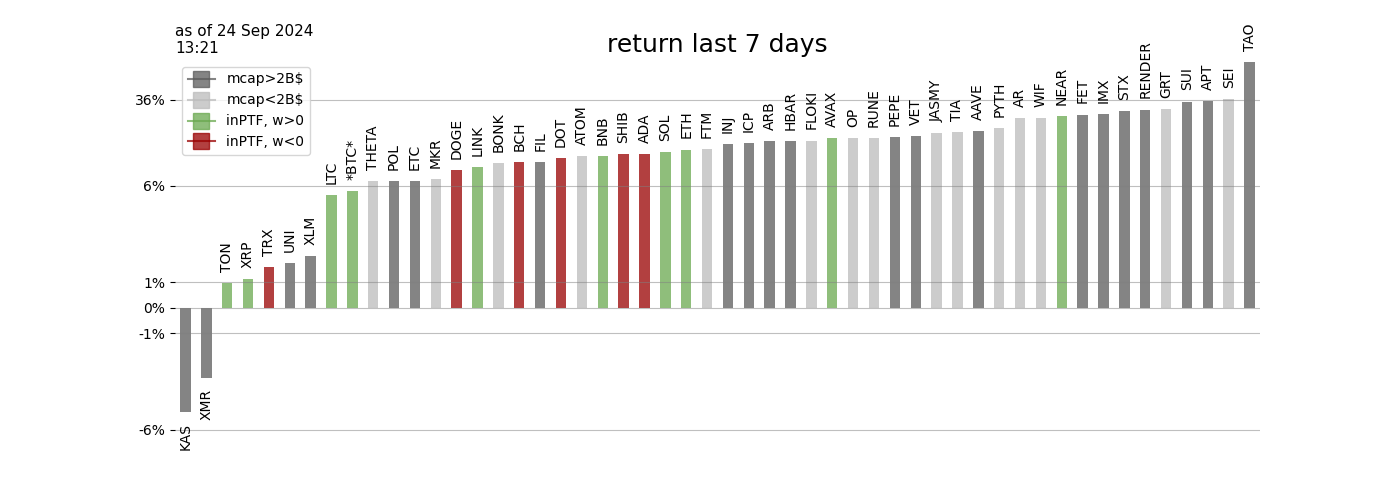 as of 24 Sep 2024
13:21
return last 7 days
mcap>2B$
mcap<2B$
inPTF, w>0
inPTF, w<0
36%
6%
1%
0%
-1%
-6%
KAS
XMR
TON
XRP
TRX
UNI
XLM
LTC
*BTC*
THETA
POL
ETC
MKR
DOGE
LINK
BONK
BCH
FIL
DOT
ATOM
BNB
SHIB
ADA
SOL
ETH
FTM
INJ
ICP
ARB
HBAR
FLOKI
AVAX
OP
RUNE
PEPE
VET
JASMY
TIA
AAVE
PYTH
AR
WIF
NEAR
FET
IMX
STX
RENDER
GRT
SUI
APT
SEI
TAO